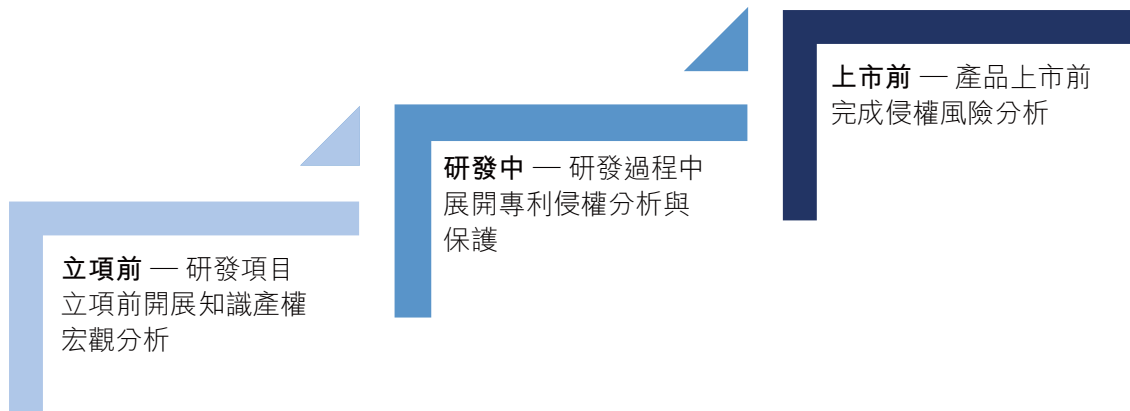 立項前 — 研發項目
立項前開展知識產權
宏觀分析
研發中 — 研發過程中
展開專利侵權分析與
保護
上市前 — 產品上市前
完成侵權風險分析